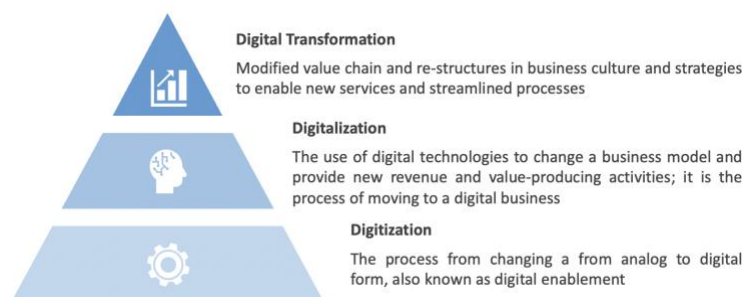 Digital Transformation
Modified value chain and re-structures in business culture and strategies
to enable new services and streamlined processes
Digitalization
The use of digital technologies to change a business model and
provide new revenue and value-producing activities; it is the
process of moving to a digital business
Digitization
The process from changing a from analog to digital
form, also known as digital enablement